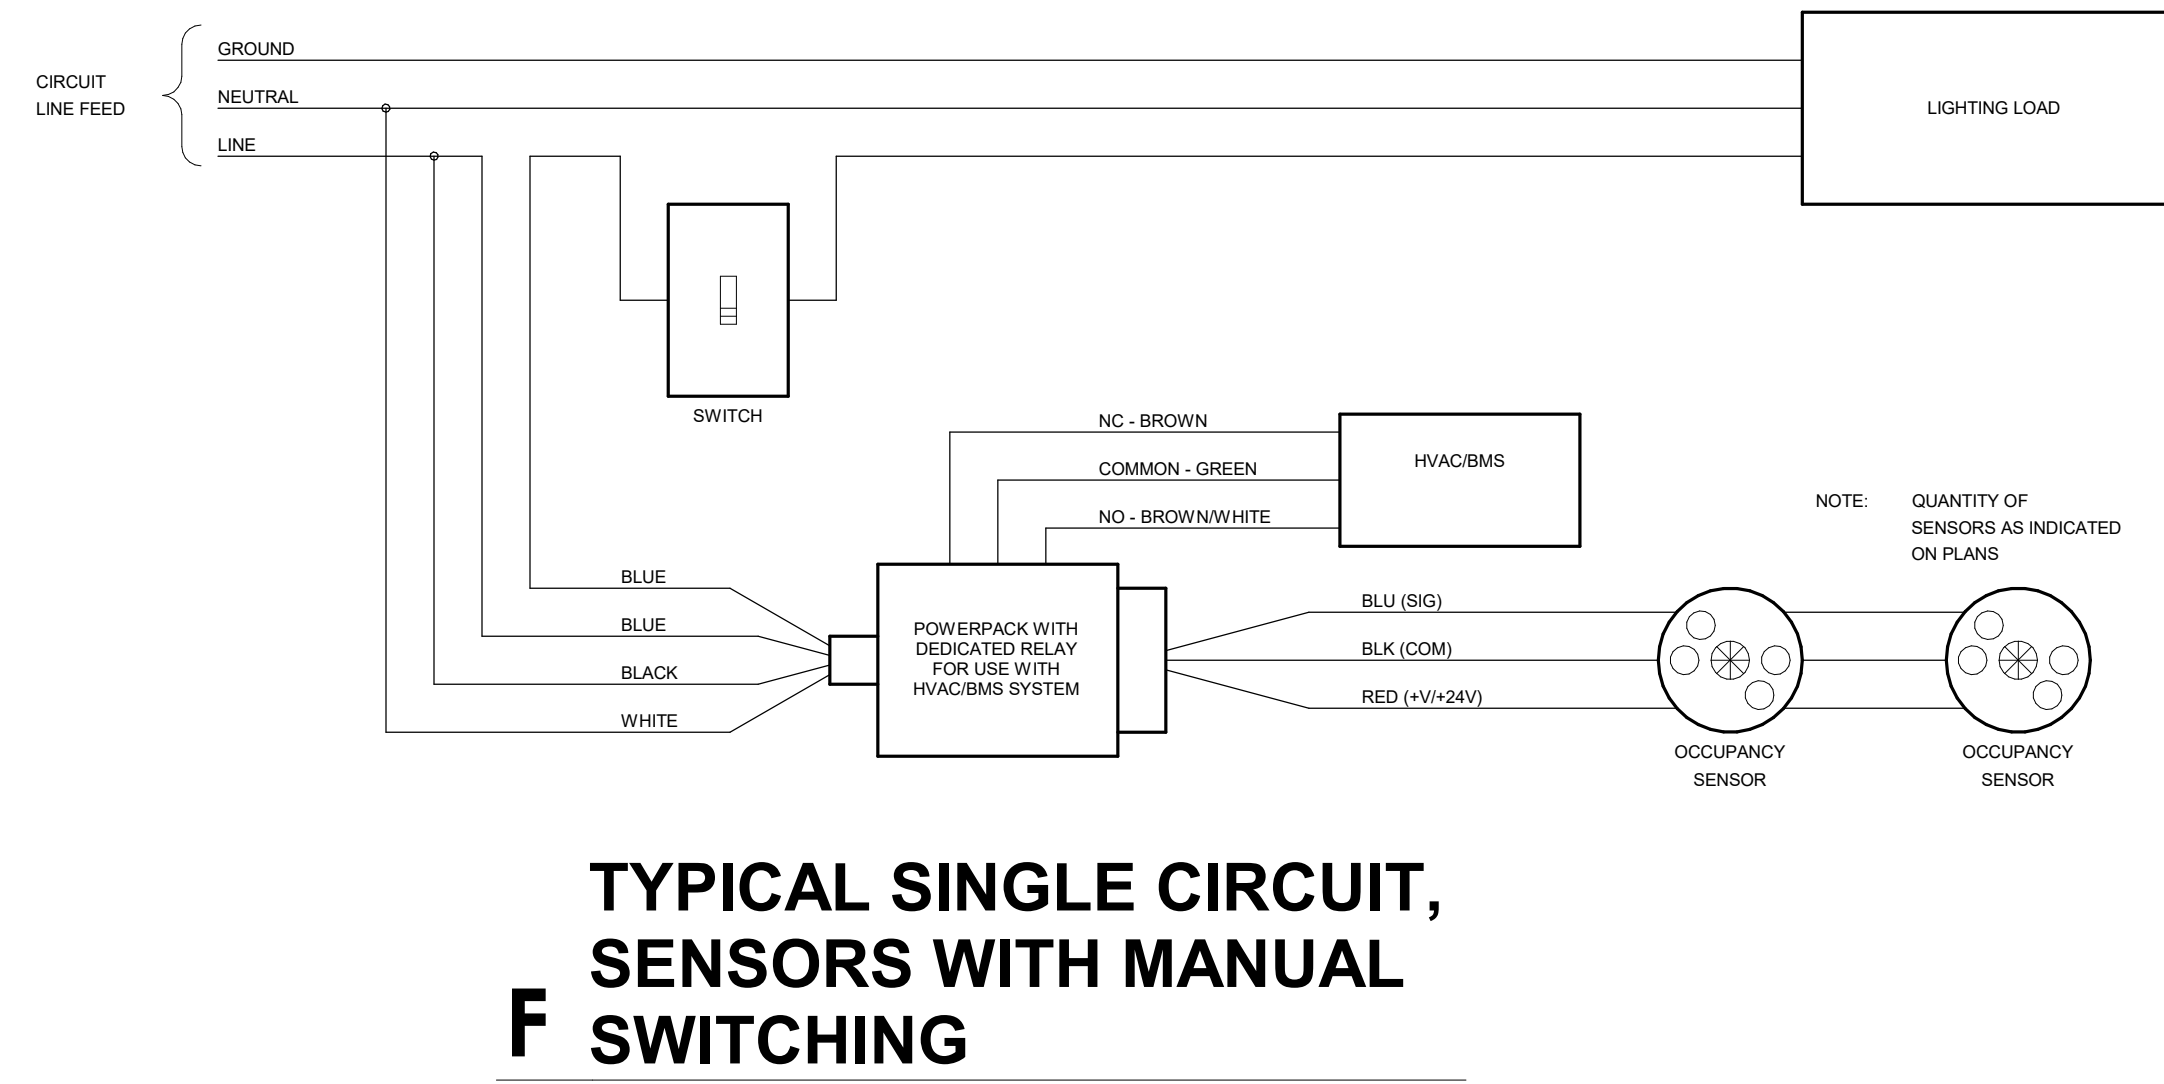 GROUND
CIRCUIT
LINE FEED
NEUTRAL
LINE
LIGHTING LOAD
SWITCH
NC - BROWN
COMMON - GREEN
NO - BROWN/WHITE
HVAC/BMS
NOTE: QUANTITY OF
SENSORS AS INDICATED
ON PLANS
BLUE
BLUE
BLACK
WHITE
POWERPACK WITH
DEDICATED RELAY
FOR USE WITH
HVAC/BMS SYSTEM
BLU (SIG)
BLK (COM)
RED (+V/+24V)
OCCUPANCY
SENSOR
OCCUPANCY
SENSOR
F
TYPICAL SINGLE CIRCUIT,
SENSORS WITH MANUAL
SWITCHING